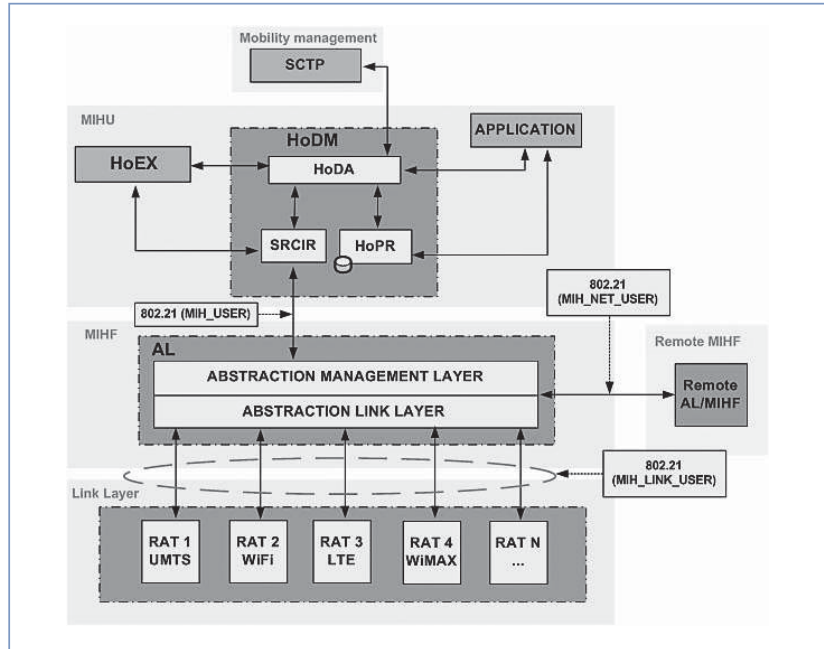 Mobility management
SCTP
MIHU
HoDM
APPLICATION
HoEX
HoDA
SRCIR
HoPR
802.21 (MIH_USER)
802.21
(MIH_NET_USER)
MIHF
AL
Remote MIHF
ABSTRACTION MANAGEMENT LAYER
ABSTRACTION LINK LAYER
Remote
AL/MIHF
802.21
(MIH_LINK_USER)
Link Layer
RAT 1
UMTS
RAT 2
WiFi
RAT 3
LTE
RAT 4
WiMAX
RAT N
...